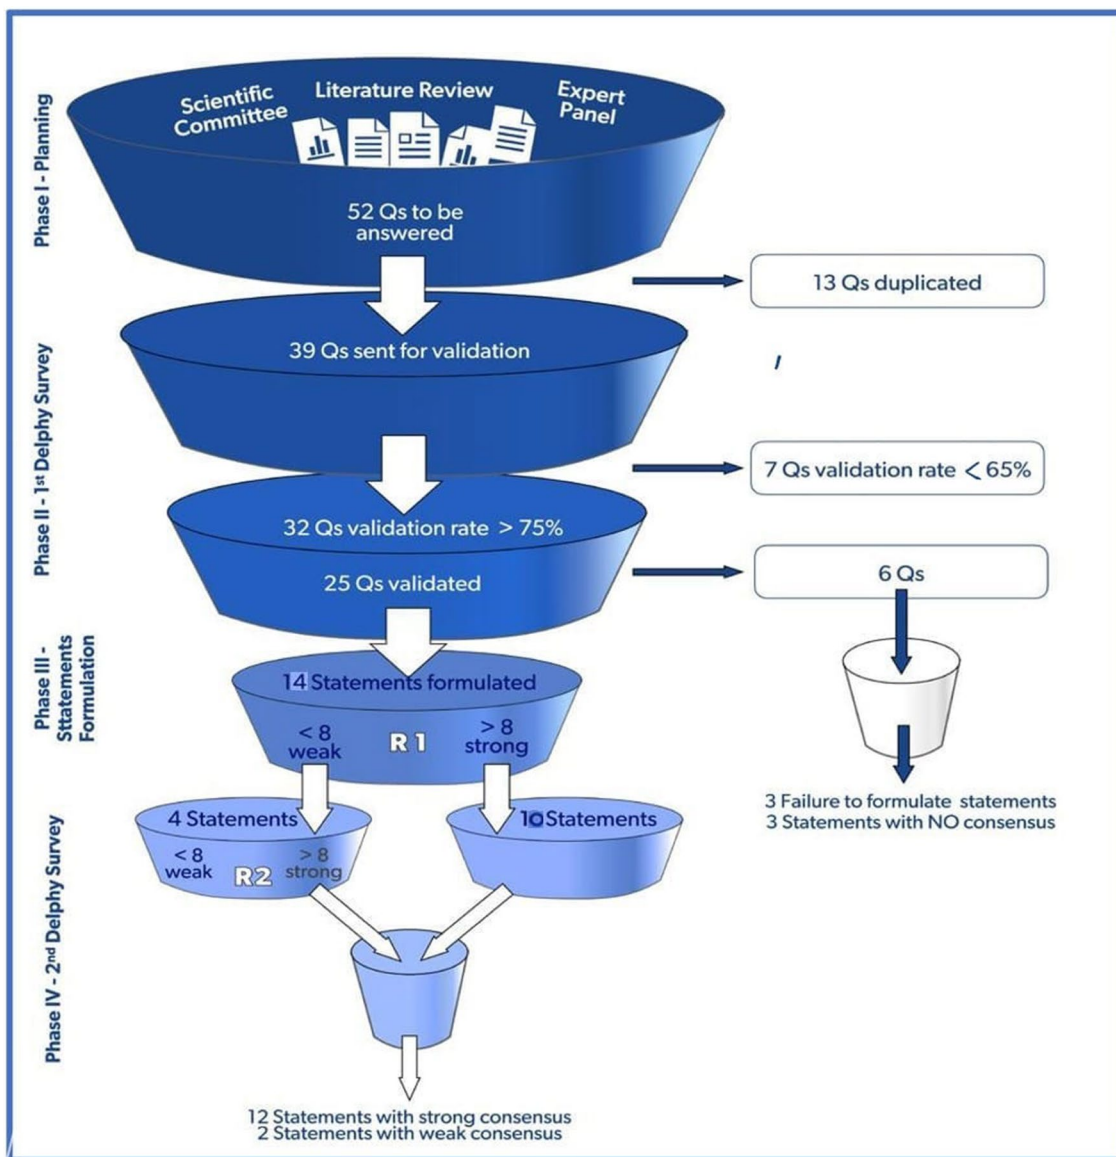 Phase I - Planning
Scientific
Committee
Literature Review
Expert
Panel
52 Qs to be
answered
13 Qs duplicated
Phase II - 1st Delphy Survey
39 Qs sent for validation
7 Qs validation rate < 65%
32 Qs validation rate > 75%
25 Qs validated
6 Qs
Phase III -
Sttatements
Formulation
14 Statements formulated
< 8
weak
R 1
> 8
strong
3 Failure to formulate statements
3 Statements with NO consensus
Phase IV - 2nd Delphy Survey
4 Statements
< 8
weak
R2
> 8
strong
10 Statements
12 Statements with strong consensus
2 Statements with weak consensus